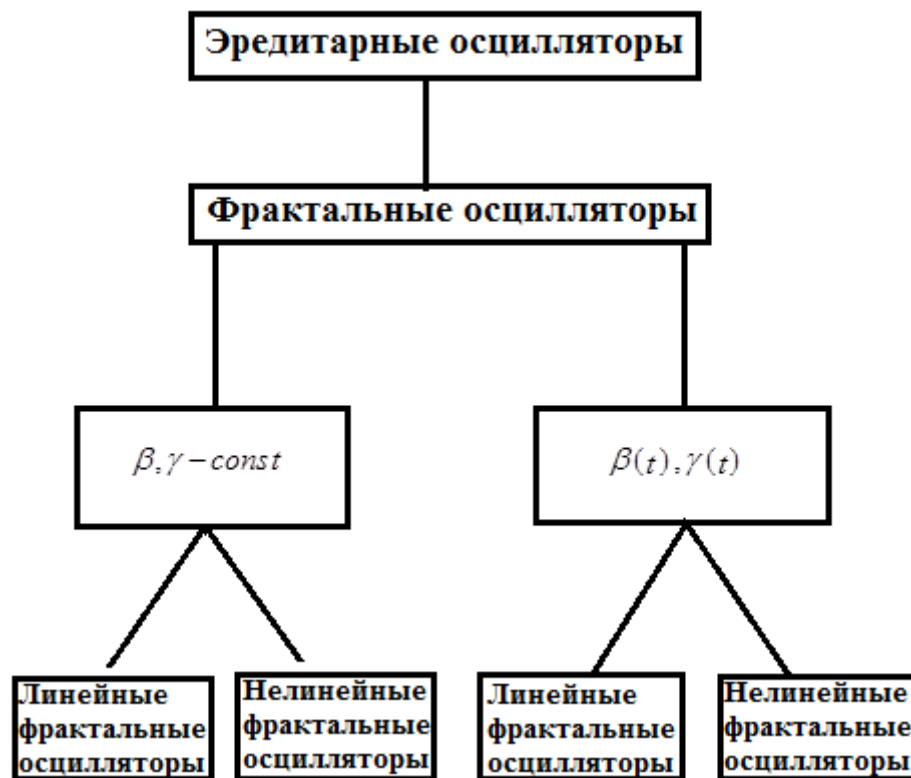 Эредитарные осцилляторы
Фрактальные осцилляторы
β,γ−const
β(t),γ(t)
Линейные
фрактальные
осцилляторы
Нелинейные
фрактальные
осцилляторы
Линейные
фрактальные
осцилляторы
Нелинейные
фрактальные
осцилляторы